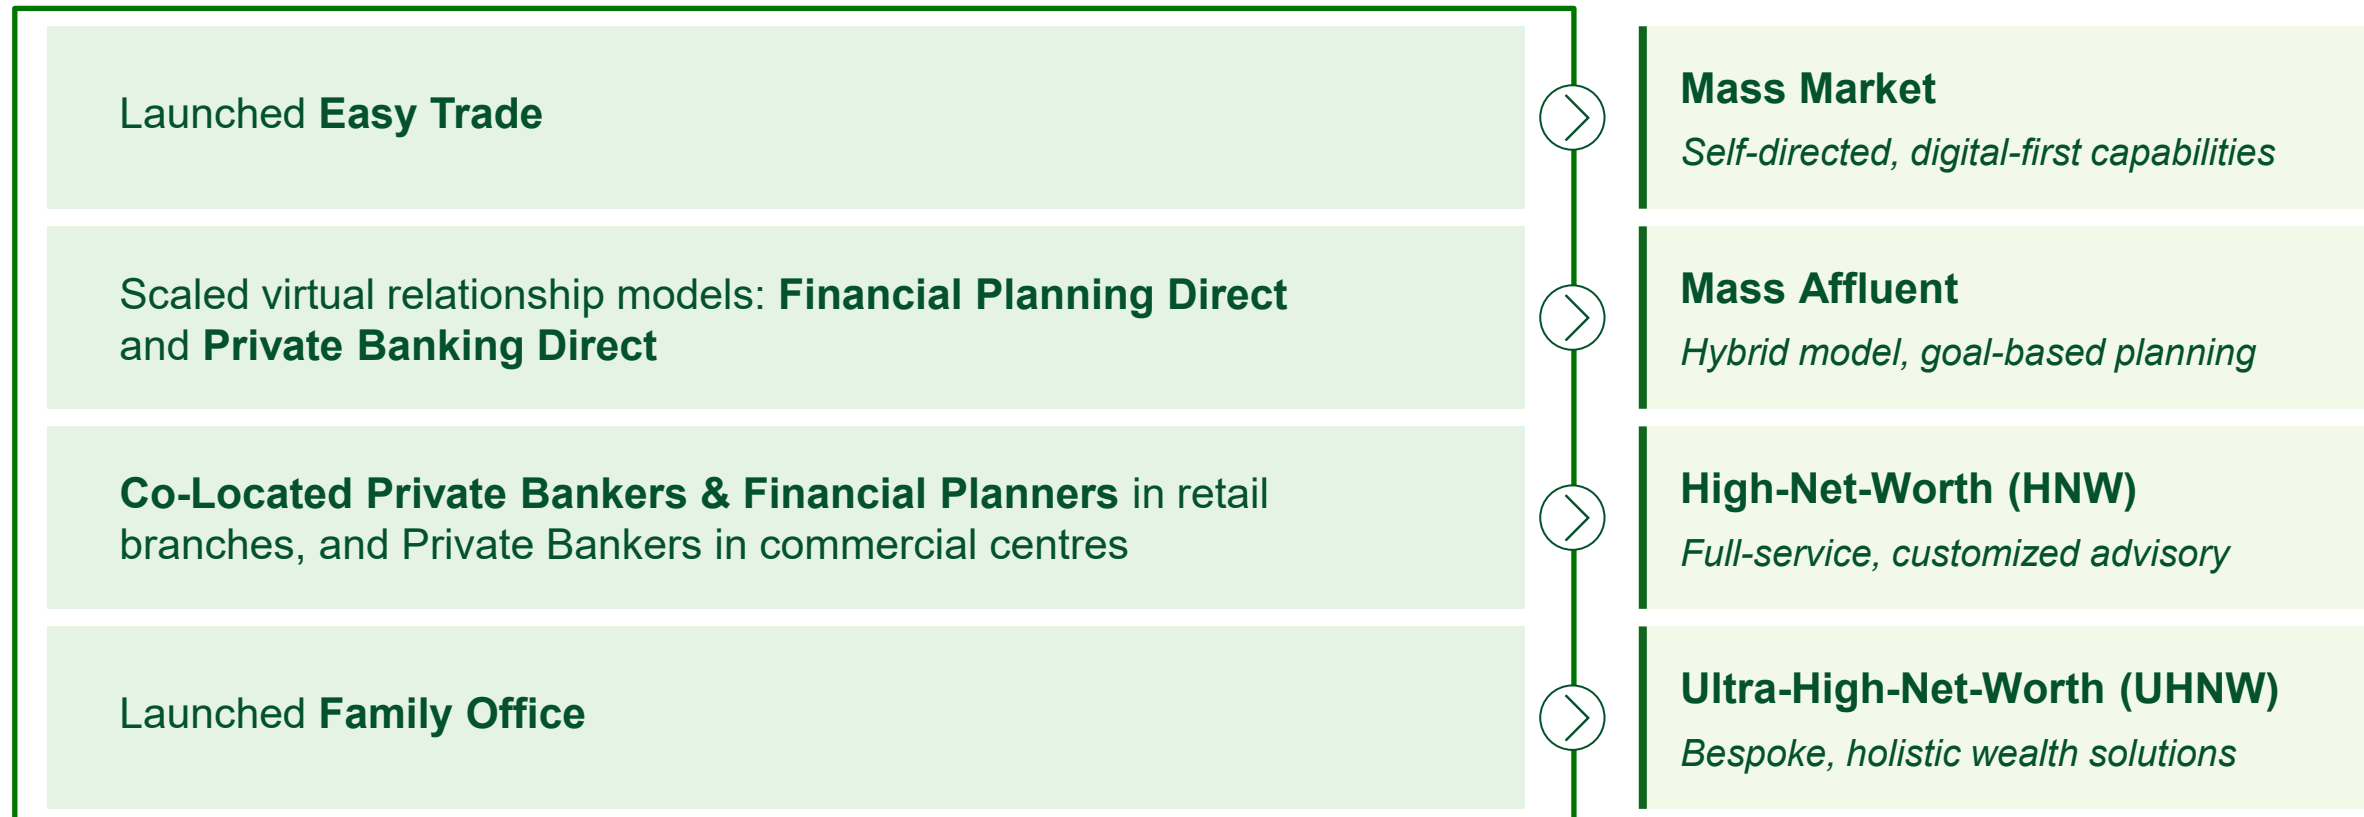 Launched Easy Trade
Mass Market
Self-directed, digital-first capabilities
Scaled virtual relationship models: Financial Planning Direct
and Private Banking Direct
Mass Affluent
Hybrid model, goal-based planning
Co-Located Private Bankers & Financial Planners in retail
branches, and Private Bankers in commercial centres
High-Net-Worth (HNW)
Full-service, customized advisory
Launched Family Office
Ultra-High-Net-Worth (UHNW)
Bespoke, holistic wealth solutions